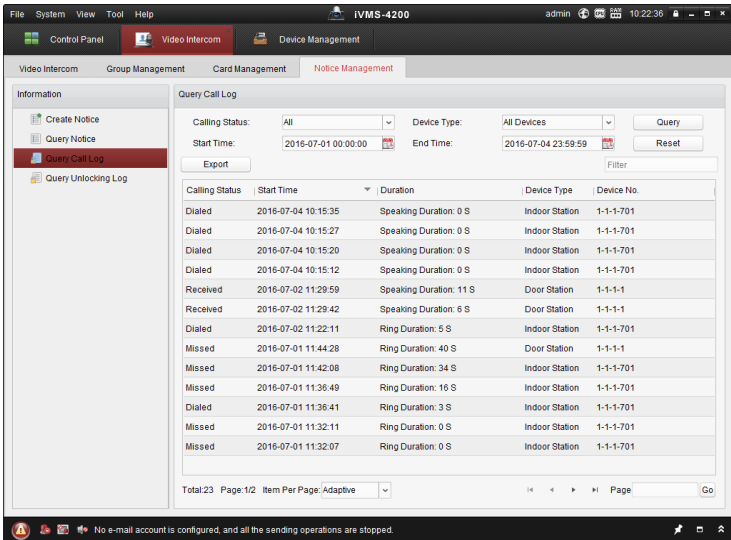 File System View Tool Help iVMS-4200 admin 10:22:36
Control Panel Video Intercom Device Management
Video Intercom Group Management Card Management Notice Management
Information Query Call Log
Create Notice
Query Notice
Query Call Log
Query Unlocking Log
Calling Status: All Device Type: All Devices Query
Start Time: 2016-07-01 00:00:00 End Time: 2016-07-04 23:59:59 Reset
Export Filter
Calling Status Start Time Duration Device Type Device No.
Dialed 2016-07-04 10:15:35 Speaking Duration: 0 S Indoor Station 1-1-1-701
Dialed 2016-07-04 10:15:27 Speaking Duration: 0 S Indoor Station 1-1-1-701
Dialed 2016-07-04 10:15:20 Speaking Duration: 0 S Indoor Station 1-1-1-701
Dialed 2016-07-04 10:15:12 Speaking Duration: 0 S Indoor Station 1-1-1-701
Received 2016-07-02 11:29:59 Speaking Duration: 11 S Door Station 1-1-1-1
Received 2016-07-02 11:29:42 Speaking Duration: 6 S Door Station 1-1-1-1
Dialed 2016-07-02 11:22:11 Ring Duration: 5 S Indoor Station 1-1-1-701
Missed 2016-07-01 11:44:28 Ring Duration: 40 S Door Station 1-1-1-1
Missed 2016-07-01 11:42:08 Ring Duration: 34 S Indoor Station 1-1-1-701
Missed 2016-07-01 11:36:49 Ring Duration: 16 S Indoor Station 1-1-1-701
Dialed 2016-07-01 11:36:41 Ring Duration: 3 S Indoor Station 1-1-1-701
Missed 2016-07-01 11:32:11 Ring Duration: 0 S Indoor Station 1-1-1-701
Missed 2016-07-01 11:32:07 Ring Duration: 0 S Indoor Station 1-1-1-701
Total:23 Page:1/2 Item Per Page: Adaptive Page Go
No e-mail account is configured, and all the sending operations are stopped.